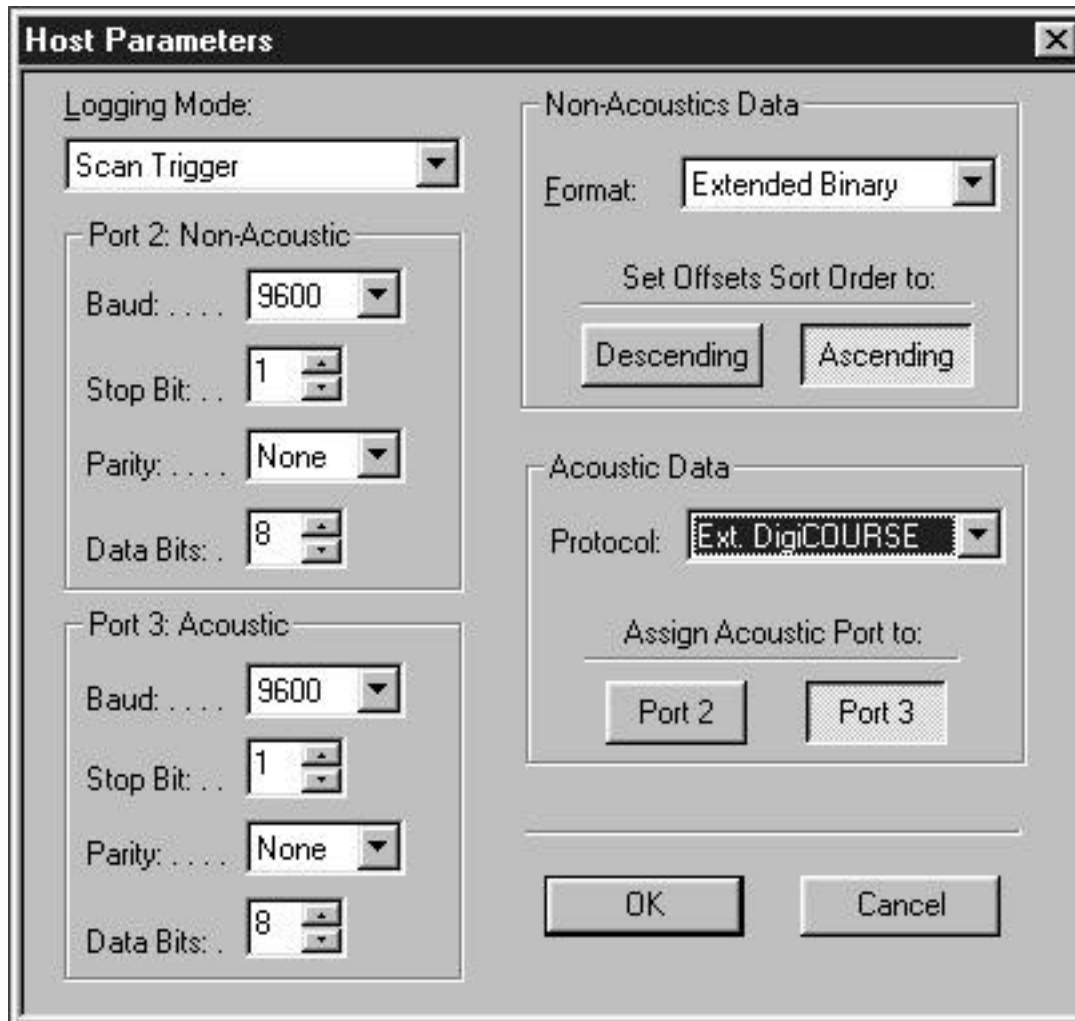 Host Parameters
Logging Mode:
Scan Trigger
Port 2: Non-Acoustic
Baud: . . . . 9600
Stop Bit: . . 1
Parity: . . . . None
Data Bits: . 8
Port 3: Acoustic
Baud: . . . . 9600
Stop Bit: . . 1
Parity: . . . . None
Data Bits: . 8
Non-Acoustics Data
Format: Extended Binary
Set Offsets Sort Order to:
Descending Ascending
Acoustic Data
Protocol: Ext. DigiCOURSE
Assign Acoustic Port to:
Port 2 Port 3
OK Cancel